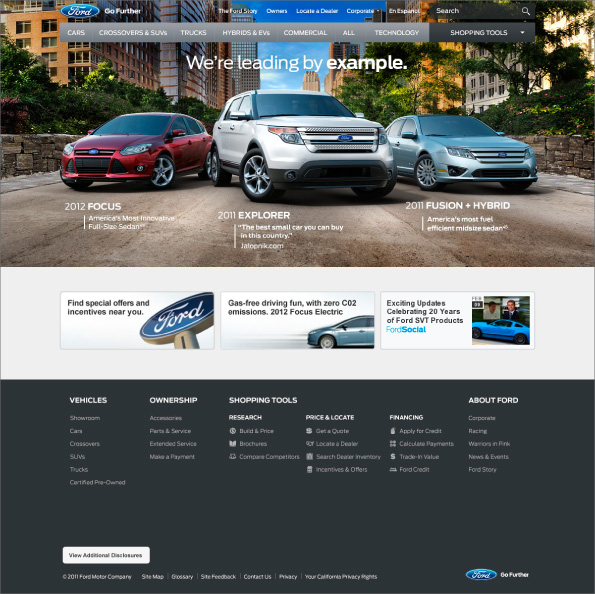 Ford Go Further
The Ford Story Owners Locate a Dealer Corporate En Español Search
CARS CROSSOVERS & SUVs TRUCKS HYBRIDS & EVs COMMERCIAL ALL TECHNOLOGY SHOPPING TOOLS
We're leading by example.
2012 FOCUS
America's Most Innovative
Full-Size Sedan
2011 EXPLORER
"The best small car you can buy
in this country."
Jalopnik.com
2011 FUSION + HYBRID
America's most fuel
efficient midsize sedan
Find special offers and
incentives near you.
Ford
Gas-free driving fun, with zero C02
emissions. 2012 Focus Electric
Exciting Updates
Celebrating 20 Years
of Ford SVT Products
FordSocial
FEB
VEHICLES
Showroom
Cars
Crossovers
SUVs
Trucks
Certified Pre-Owned
OWNERSHIP
Accessories
Parts & Service
Extended Service
Make a Payment
SHOPPING TOOLS
RESEARCH
Build & Price
Brochures
Compare Competitors
PRICE & LOCATE
Get a Quote
Locate a Dealer
Search Dealer Inventory
Incentives & Offers
FINANCING
Apply for Credit
Calculate Payments
Trade-In Value
Ford Credit
ABOUT FORD
Corporate
Racing
Warriors in Pink
News & Events
Ford Story
View Additional Disclosures
© 2011 Ford Motor Company Site Map Glossary Site Feedback Contact Us Privacy Your California Privacy Rights
Ford Go Further